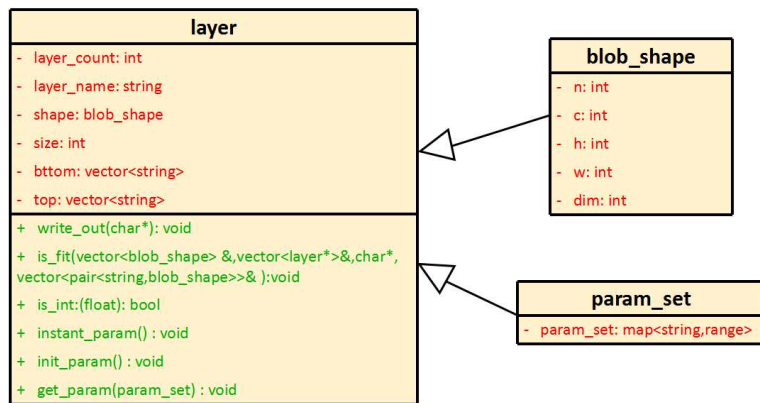 layer
- layer_count: int
- layer_name: string
- shape: blob_shape
- size: int
- bttom: vector<string>
- top: vector<string>
+ write_out(char*): void
+ is_fit(vector<blob_shape> &,vector<layer*>&,char*,
vector<pair<string,blob_shape>>& ):void
+ is_int:(float): bool
+ instant_param() : void
+ init_param() : void
+ get_param(param_set) : void
blob_shape
- n: int
- c: int
- h: int
- w: int
- dim: int
param_set
- param_set: map<string,range>